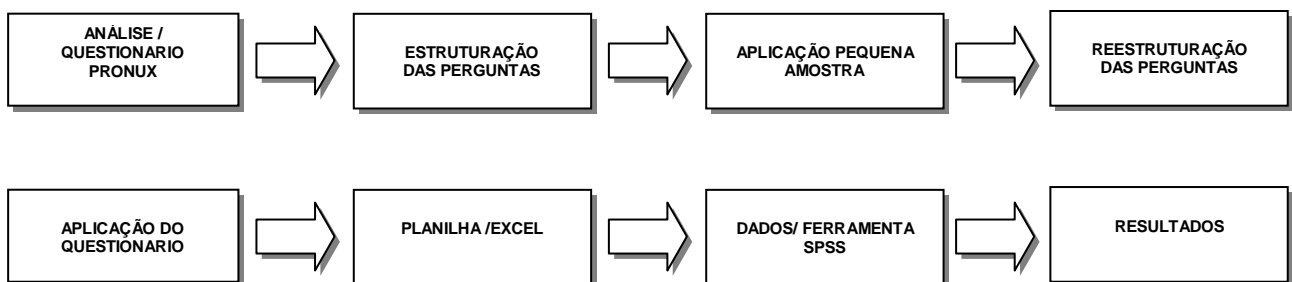 ANÁLISE /
QUESTIONARIO
PRONUX
ESTRUTURAÇÃO
DAS PERGUNTAS
APLICAÇÃO PEQUENA
AMOSTRA
REESTRUTURAÇÃO
DAS PERGUNTAS
APLICAÇÃO DO
QUESTIONARIO
PLANILHA /EXCEL
DADOS/ FERRAMENTA
SPSS
RESULTADOS